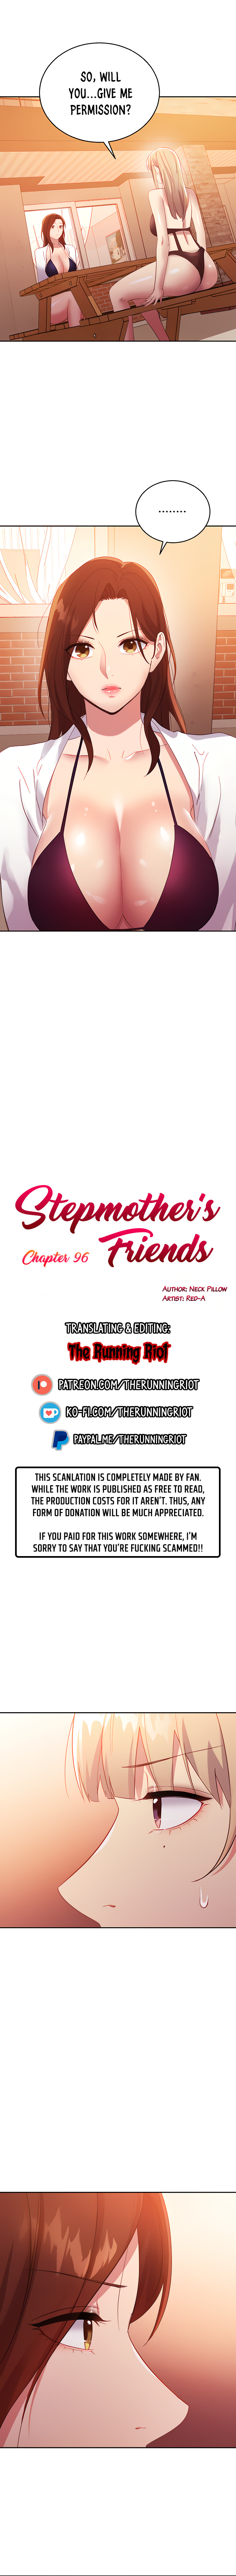 SO, WILL
YOU...GIVE ME
PERMISSION?
........
Stepmother's
Friends
Chapter 96
AUTHOR: NECK PILLOW
ARTIST: RED-A
TRANSLATING & EDITING:
The Running Riot
PATREON.COM/THERUNNINGRIOT
KO-FI.COM/THERUNNINGRIOT
PAYPAL.ME/THERUNNINGRIOT
THIS SCANLATION IS COMPLETELY MADE BY FAN.
WHILE THE WORK IS PUBLISHED AS FREE TO READ,
THE PRODUCTION COSTS FOR IT AREN'T. THUS, ANY
FORM OF DONATION WILL BE MUCH APPRECIATED.
IF YOU PAID FOR THIS WORK SOMEWHERE, I'M
SORRY TO SAY THAT YOU'RE FUCKING SCAMMED!!